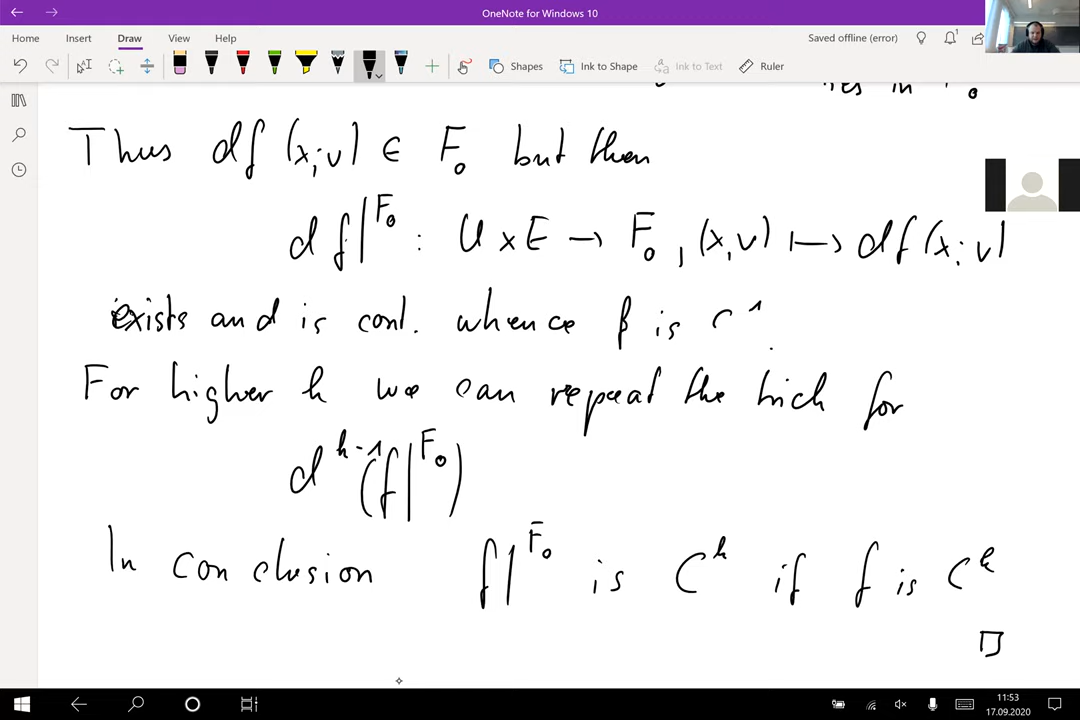 OneNote for Windows 10
Home Insert Draw View Help Saved offline (error)
Shapes Ink to Shape Ink to Text Ruler
in F₀
Thus df(x;v) ∈ F₀ but then
df|^F₀ : U × E → F₀, (x,v) ↦ df(x;v)
exists and is cont. whence f is C¹.
For higher k we can repeat the trick for
d^{k-1}(f|^F₀)
In conclusion f|^F₀ is C^k if f is C^k
□
11:53
17.09.2020